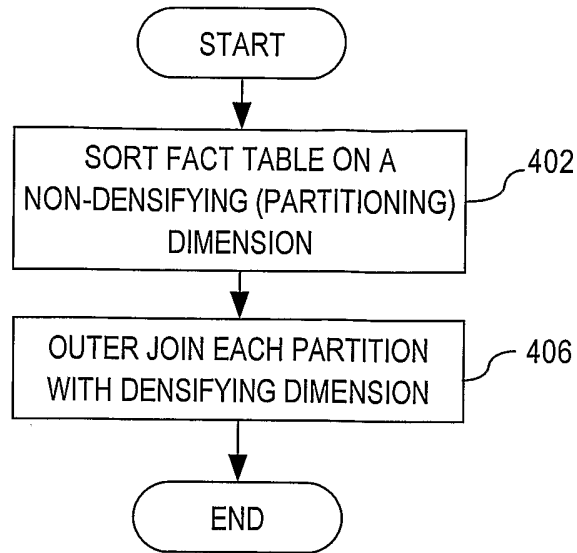 START
SORT FACT TABLE ON A
NON-DENSIFYING (PARTITIONING)
DIMENSION
402
OUTER JOIN EACH PARTITION
WITH DENSIFYING DIMENSION
406
END